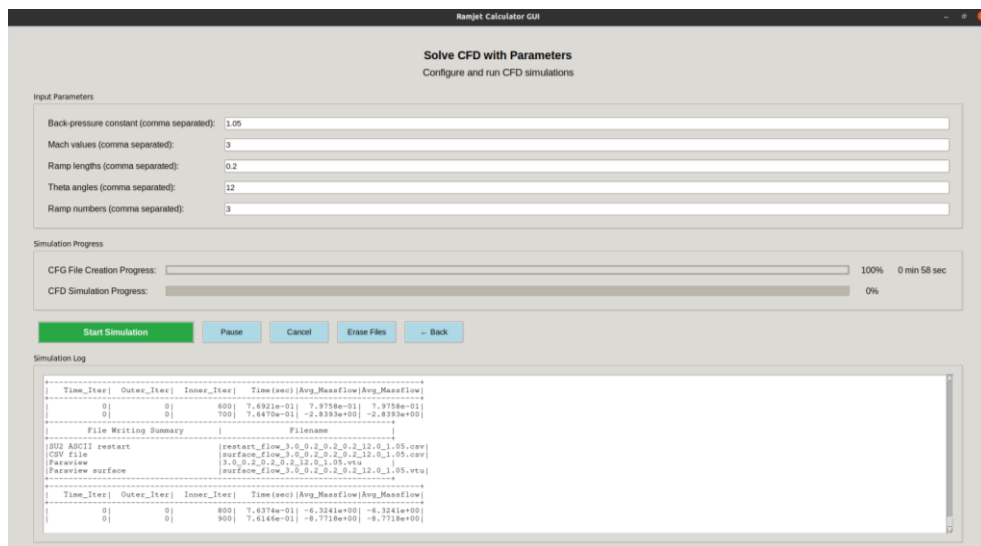 Ramjet Calculator GUI
Solve CFD with Parameters
Configure and run CFD simulations
Input Parameters
Back-pressure constant (comma separated): 1.05
Mach values (comma separated): 3
Ramp lengths (comma separated): 0.2
Theta angles (comma separated): 12
Ramp numbers (comma separated): 3
Simulation Progress
CFG File Creation Progress: 100% 0 min 58 sec
CFD Simulation Progress: 0%
Start Simulation Pause Cancel Erase Files ← Back
Simulation Log
| Time_Iter| Outer_Iter| Inner_Iter| Time(sec)|Avg_Massflow|Avg_Massflow|
| 0| 0| 600| 7.6921e-01| 7.9758e-01| 7.9758e-01|
| 0| 0| 700| 7.6470e-01| -2.8393e+00| -2.8393e+00|
| File Writing Summary | Filename |
|SU2 ASCII restart |restart_flow_3.0_0.2_0.2_0.2_12.0_1.05.csv|
|CSV file |surface_flow_3.0_0.2_0.2_0.2_12.0_1.05.csv|
|Paraview |3.0_0.2_0.2_0.2_12.0_1.05.vtu|
|Paraview surface |surface_flow_3.0_0.2_0.2_0.2_12.0_1.05.vtu|
| Time_Iter| Outer_Iter| Inner_Iter| Time(sec)|Avg_Massflow|Avg_Massflow|
| 0| 0| 800| 7.6374e-01| -6.3241e+00| -6.3241e+00|
| 0| 0| 900| 7.6146e-01| -8.7718e+00| -8.7718e+00|